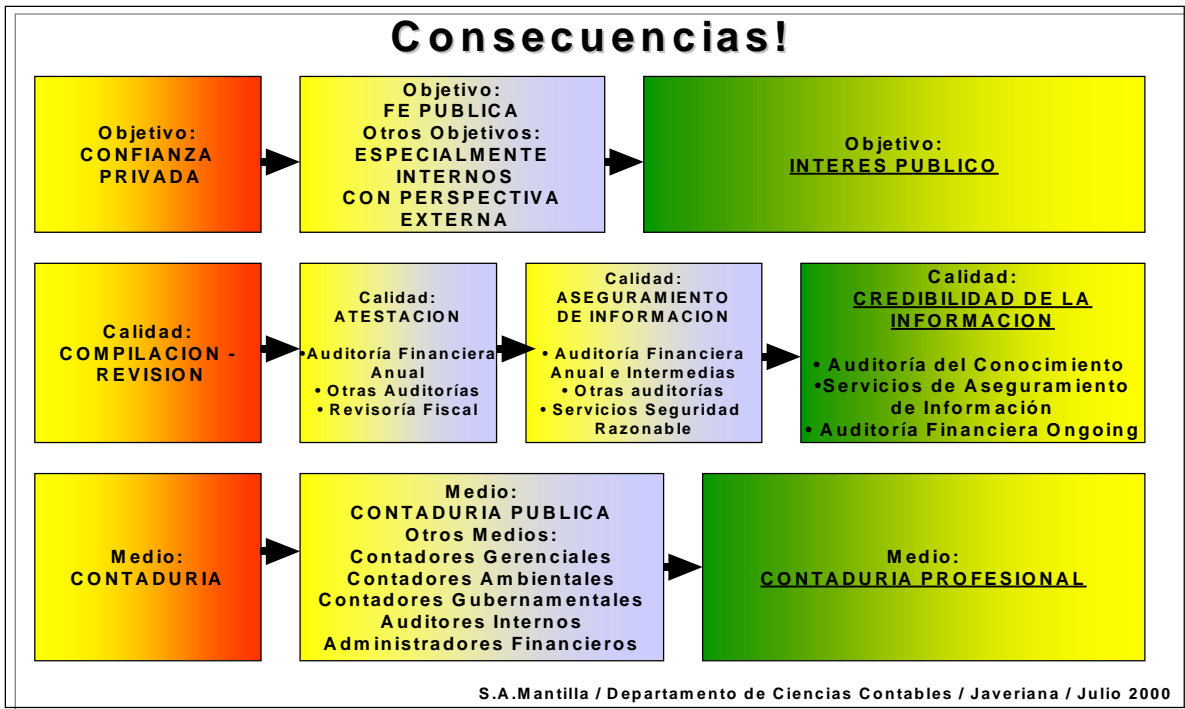 Consecuencias!
Objetivo:
CONFIANZA
PRIVADA
Objetivo:
FE PUBLICA
Otros Objetivos:
ESPECIALMENTE
INTERNOS
CON PERSPECTIVA
EXTERNA
Objetivo:
INTERES PUBLICO
Calidad:
COMPILACION -
REVISION
Calidad:
ATESTACION
•Auditoría Financiera
Anual
• Otras Auditorías
• Revisoría Fiscal
Calidad:
ASEGURAMIENTO
DE INFORMACION
• Auditoría Financiera
Anual e Intermedias
• Otras auditorías
• Servicios Seguridad
Razonable
Calidad:
CREDIBILIDAD DE LA
INFORMACION
• Auditoría del Conocimiento
•Servicios de Aseguramiento
de Información
• Auditoría Financiera Ongoing
Medio:
CONTADURIA
Medio:
CONTADURIA PUBLICA
Otros Medios:
Contadores Gerenciales
Contadores Ambientales
Contadores Gubernamentales
Auditores Internos
Administradores Financieros
Medio:
CONTADURIA PROFESIONAL
S.A.Mantilla / Departamento de Ciencias Contables / Javeriana / Julio 2000